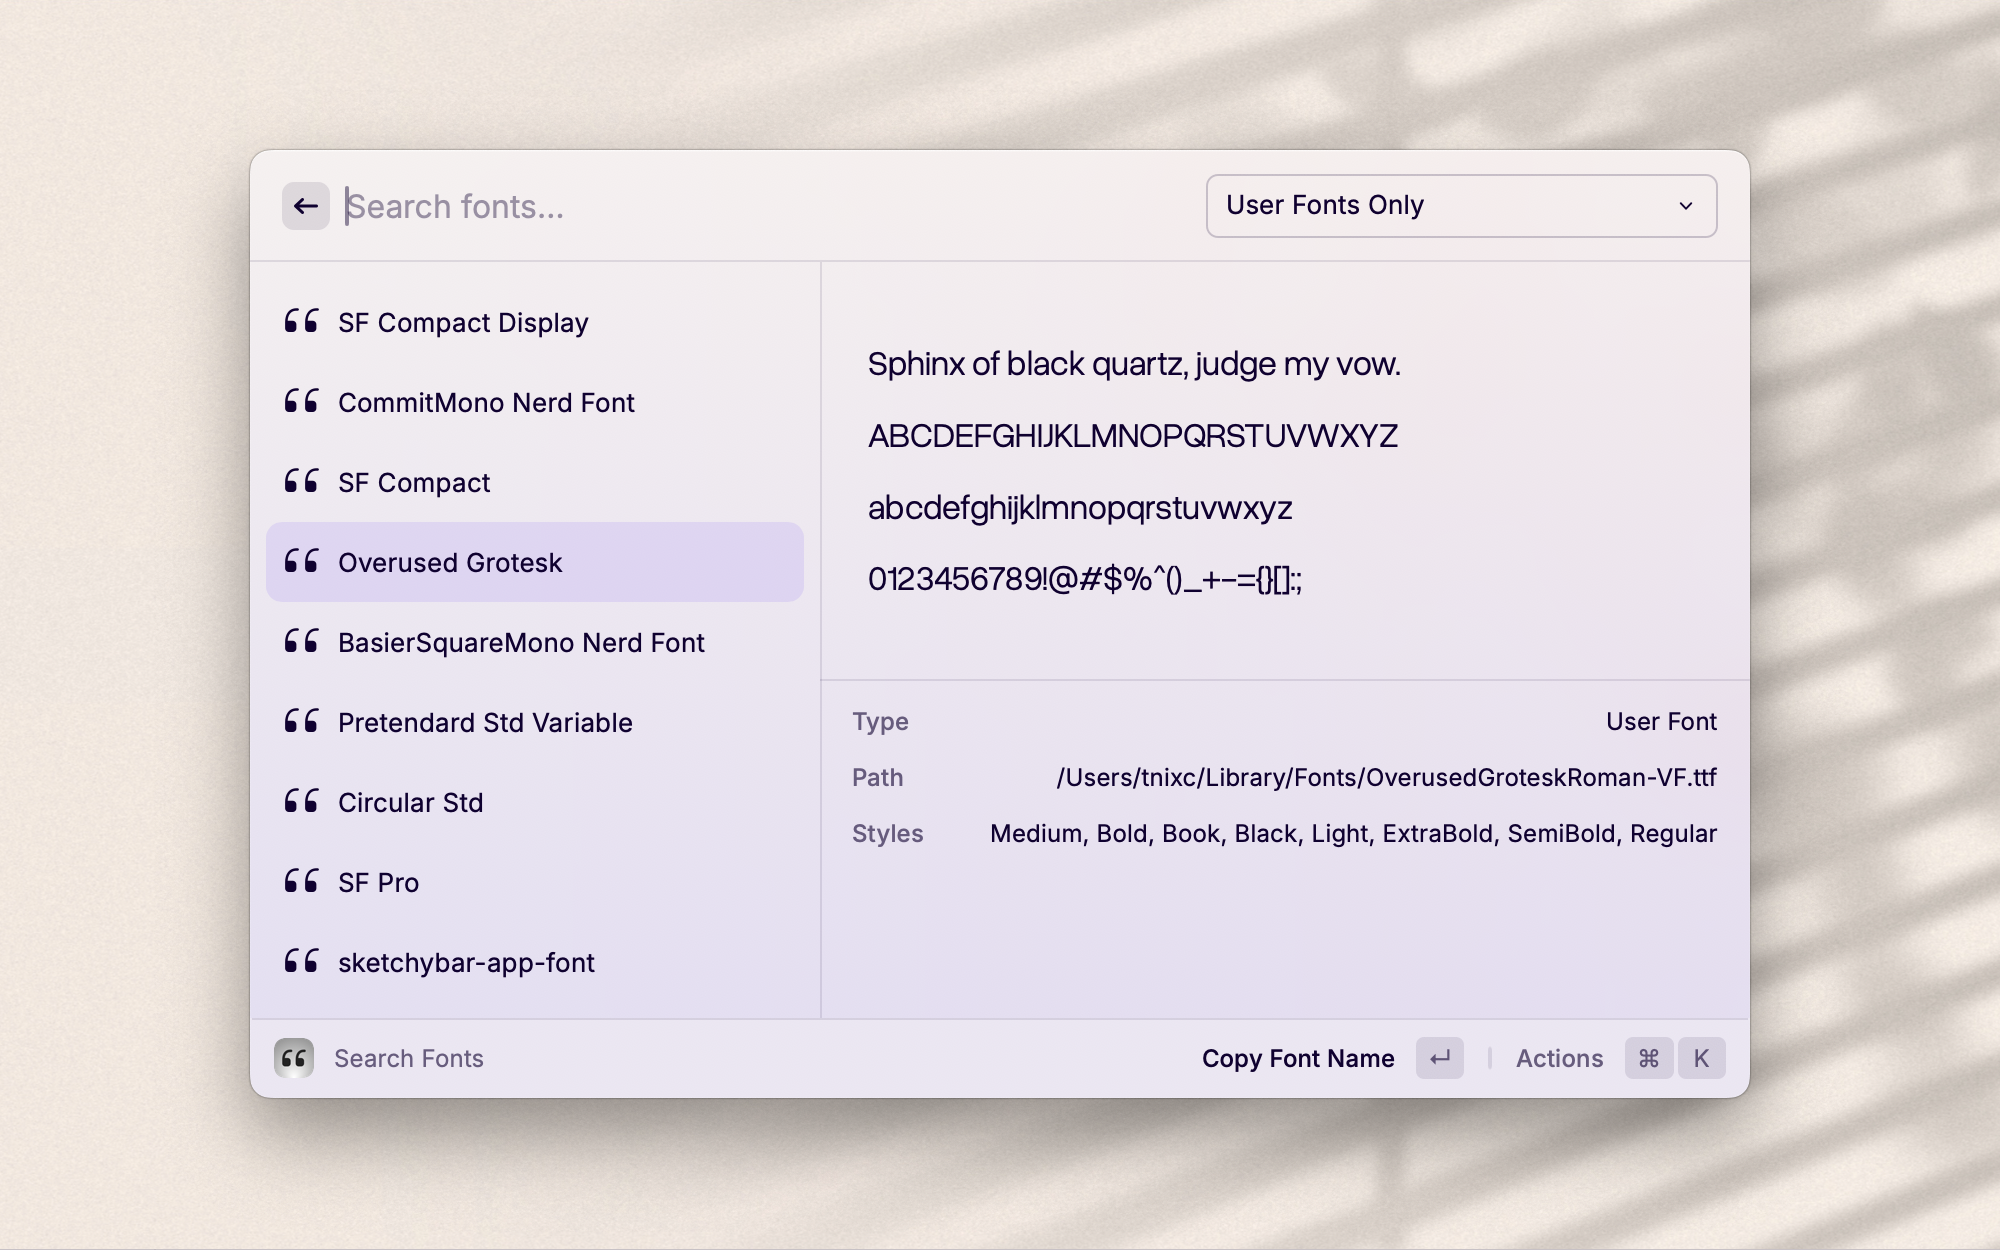 Search fonts...
User Fonts Only
SF Compact Display
CommitMono Nerd Font
SF Compact
Overused Grotesk
BasierSquareMono Nerd Font
Pretendard Std Variable
Circular Std
SF Pro
sketchybar-app-font
Sphinx of black quartz, judge my vow.
ABCDEFGHIJKLMNOPQRSTUVWXYZ
abcdefghijklmnopqrstuvwxyz
0123456789!@#$%^()_+-={}[]:;
Type User Font
Path /Users/tnixc/Library/Fonts/OverusedGroteskRoman-VF.ttf
Styles Medium, Bold, Book, Black, Light, ExtraBold, SemiBold, Regular
Search Fonts
Copy Font Name ↵ Actions ⌘ K